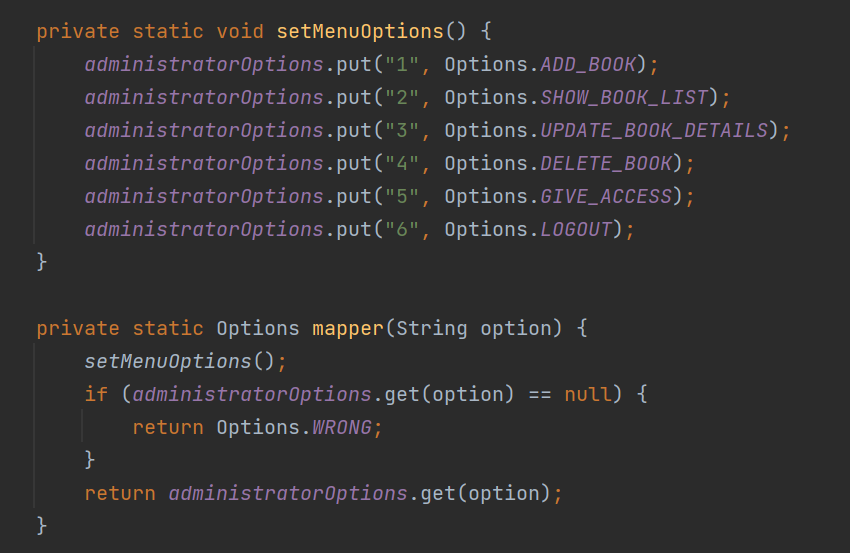 private static void setMenuOptions() {
    administratorOptions.put("1", Options.ADD_BOOK);
    administratorOptions.put("2", Options.SHOW_BOOK_LIST);
    administratorOptions.put("3", Options.UPDATE_BOOK_DETAILS);
    administratorOptions.put("4", Options.DELETE_BOOK);
    administratorOptions.put("5", Options.GIVE_ACCESS);
    administratorOptions.put("6", Options.LOGOUT);
}

private static Options mapper(String option) {
    setMenuOptions();
    if (administratorOptions.get(option) == null) {
        return Options.WRONG;
    }
    return administratorOptions.get(option);
}